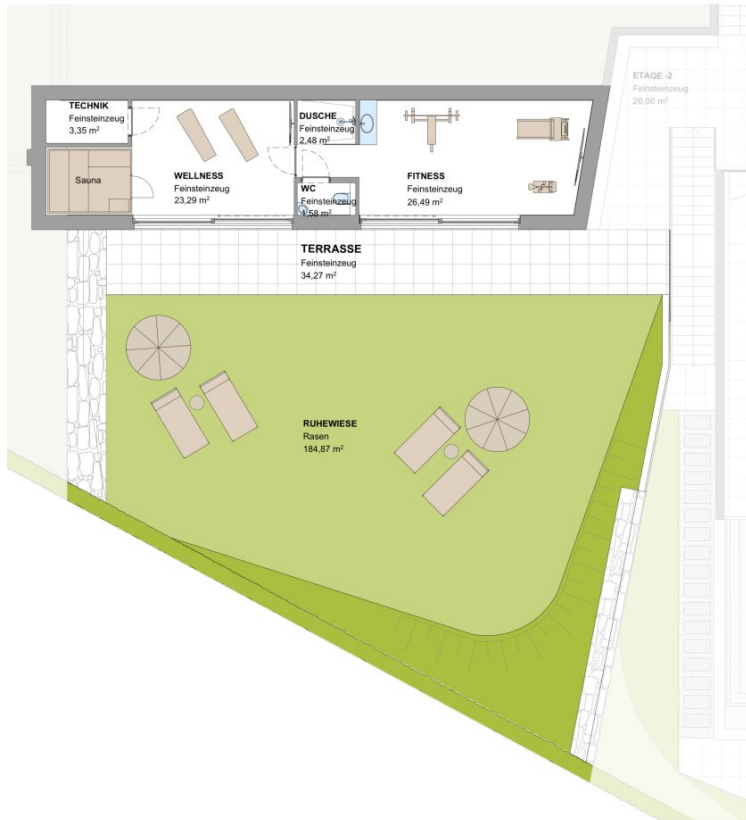 ETAGE -2
Feinsteinzeug
26,06 m²
TECHNIK
Feinsteinzeug
3,35 m²
DUSCHE
Feinsteinzeug
2,48 m²
Sauna
WELLNESS
Feinsteinzeug
23,29 m²
WC
Feinsteinzeug
1,58 m²
FITNESS
Feinsteinzeug
26,49 m²
TERRASSE
Feinsteinzeug
34,27 m²
RUHEWIESE
Rasen
184,87 m²